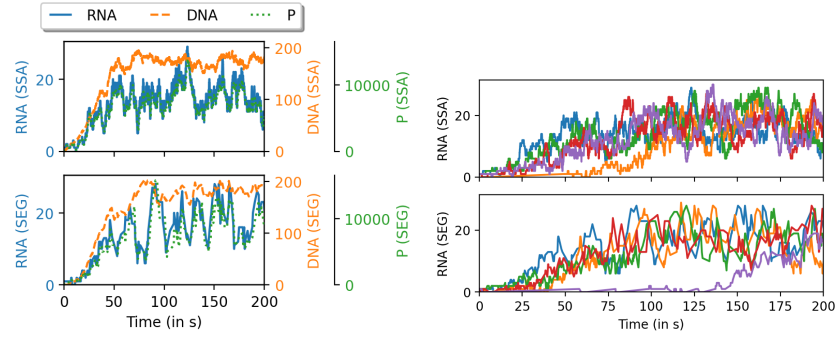 RNA DNA P
RNA (SSA)
20
0
200
100
0
DNA (SSA)
10000
0
P (SSA)
RNA (SEG)
20
0
200
100
0
DNA (SEG)
10000
0
P (SEG)
0 50 100 150 200
Time (in s)
RNA (SSA)
20
0
RNA (SEG)
20
0
0 25 50 75 100 125 150 175 200
Time (in s)